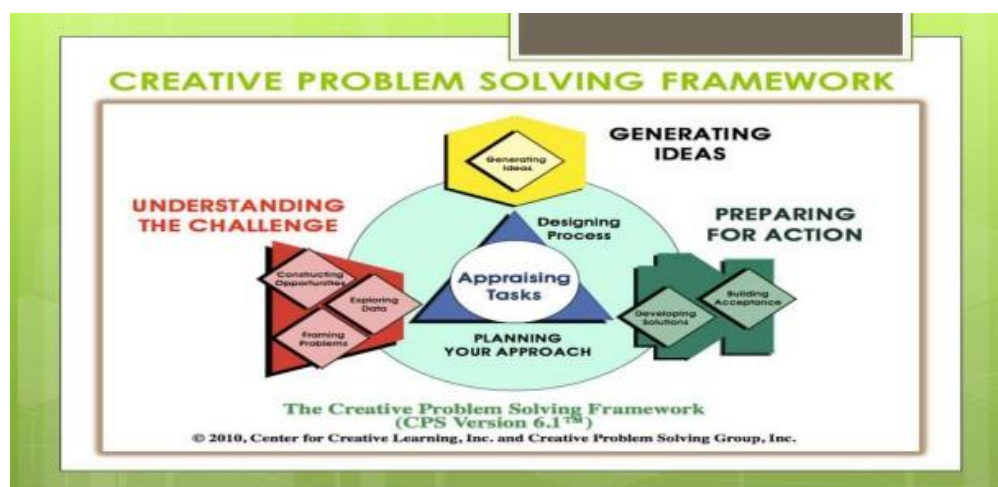 CREATIVE PROBLEM SOLVING FRAMEWORK
GENERATING
IDEAS
Generating
Ideas
UNDERSTANDING
THE CHALLENGE
Constructing
Opportunities
Exploring
Data
Framing
Problems
Designing
Process
Appraising
Tasks
PLANNING
YOUR APPROACH
PREPARING
FOR ACTION
Building
Acceptance
Developing
Solutions
The Creative Problem Solving Framework
(CPS Version 6.1™)
© 2010, Center for Creative Learning, Inc. and Creative Problem Solving Group, Inc.